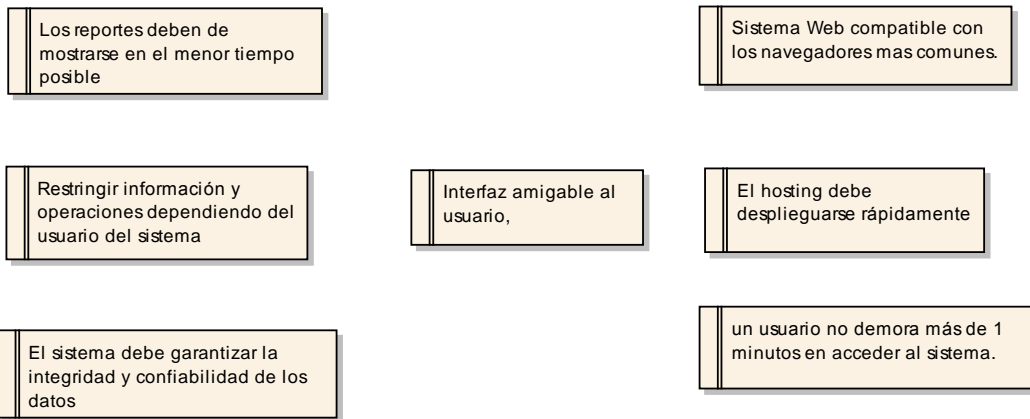 Los reportes deben de
mostrarse en el menor tiempo
posible
Sistema Web compatible con
los navegadores mas comunes.
Restringir información y
operaciones dependiendo del
usuario del sistema
Interfaz amigable al
usuario,
El hosting debe
desplieguarse rápidamente
El sistema debe garantizar la
integridad y confiabilidad de los
datos
un usuario no demora más de 1
minutos en acceder al sistema.